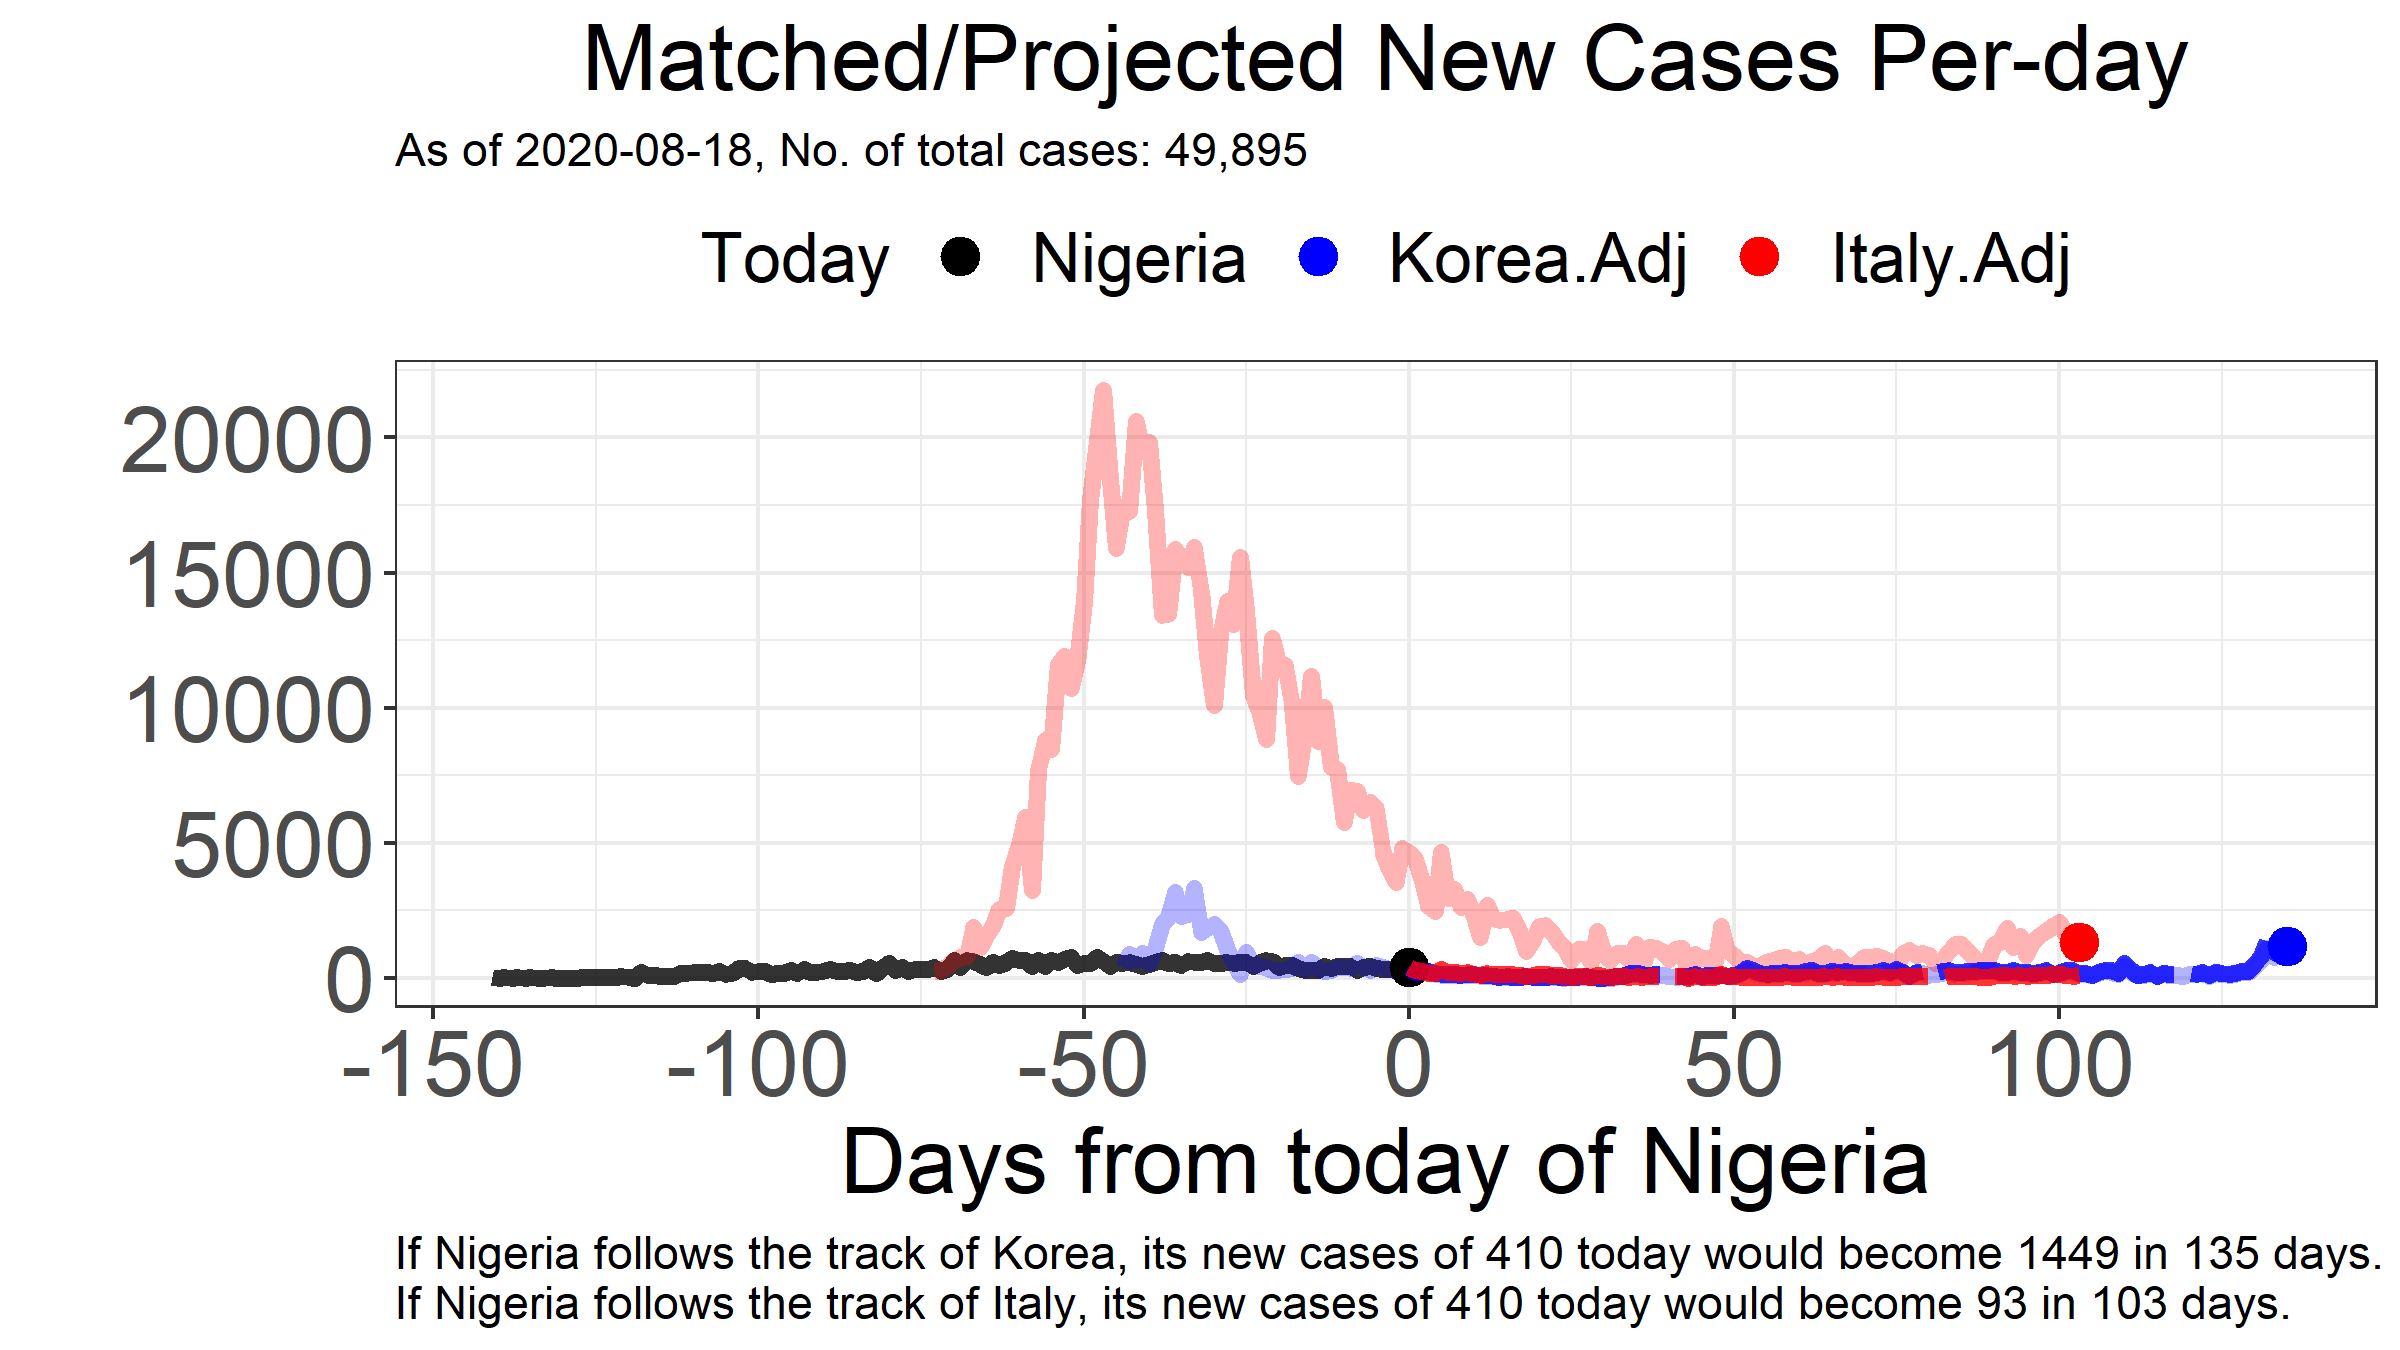 Matched/Projected New Cases Per-day
As of 2020-08-18, No. of total cases: 49,895
Today Nigeria Korea.Adj Italy.Adj
20000
15000
10000
5000
0
-150 -100 -50 0 50 100
Days from today of Nigeria
If Nigeria follows the track of Korea, its new cases of 410 today would become 1449 in 135 days.
If Nigeria follows the track of Italy, its new cases of 410 today would become 93 in 103 days.